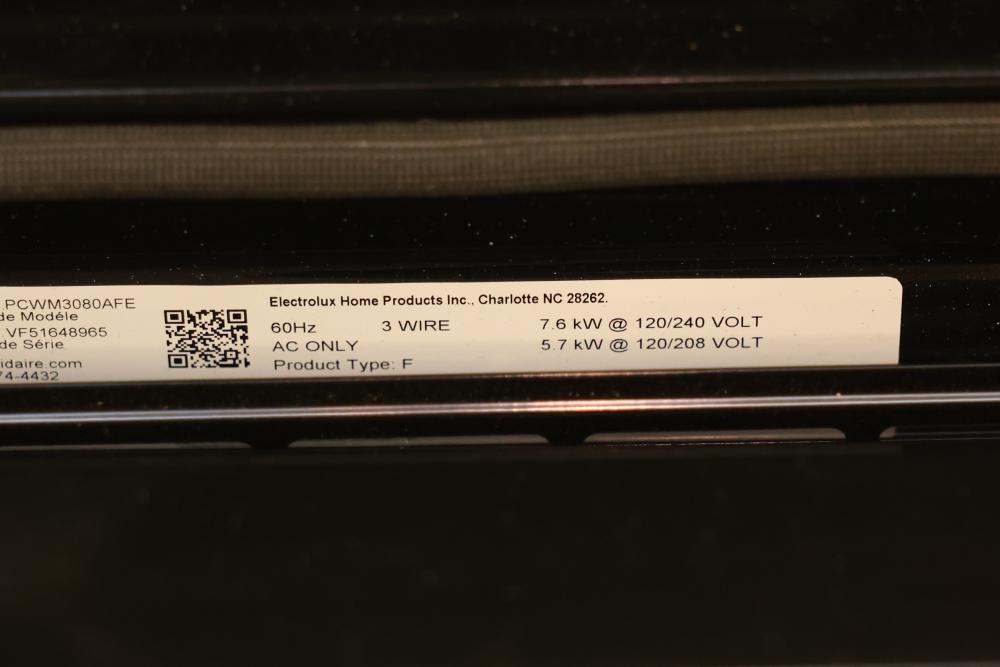 .PCWM3080AFE
de Modéle
.VF51648965
de Série
idaire.com
74-4432
Electrolux Home Products Inc., Charlotte NC 28262.
60Hz 3 WIRE 7.6 kW @ 120/240 VOLT
AC ONLY 5.7 kW @ 120/208 VOLT
Product Type: F